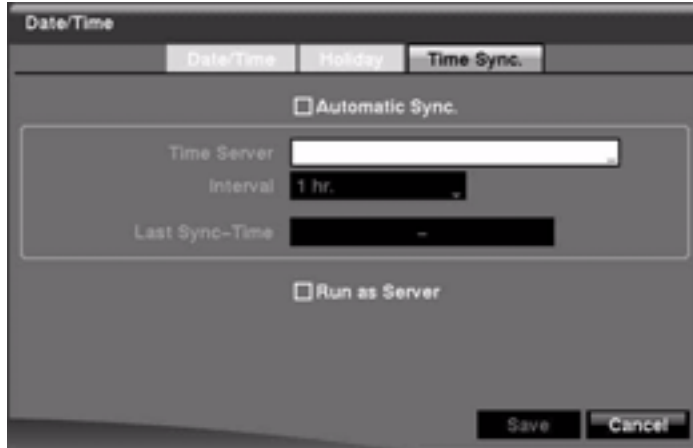 Date/Time
Date/Time Holiday Time Sync.
Automatic Sync.
Time Server
Interval 1 hr.
Last Sync-Time -
Run as Server
Save Cancel